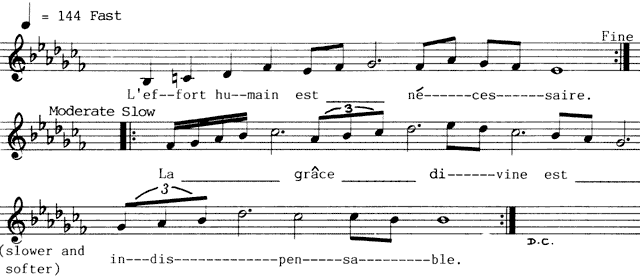 = 144 Fast
Fine
L'ef--fort hu--main est ______ né------ces------saire.
Moderate Slow
3
La __________ grâce ________ di------vine est _______
3
(slower and
softer)
in---dis-------------pen-----sa--------ble.
D.C.